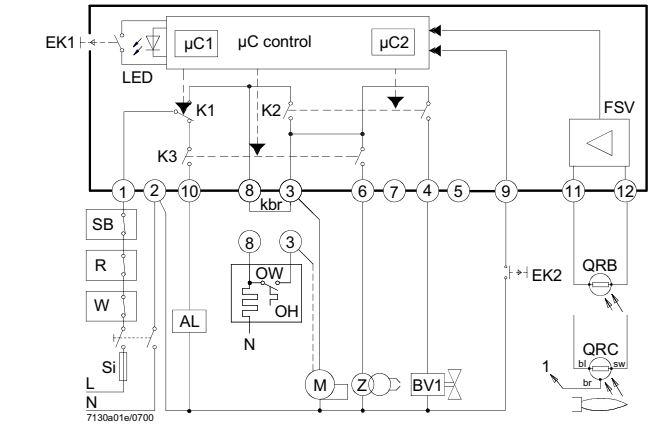 EK1
LED
µC1
µC control
µC2
K1
K2
FSV
K3
1 2 10 8 3 6 7 4 5 9 11 12
kbr
SB
R
W
8 3
OW
OH
N
EK2
QRB
AL
Si
L
N
M
Z
BV1
QRC
bl sw
1
br
7130a01e/0700